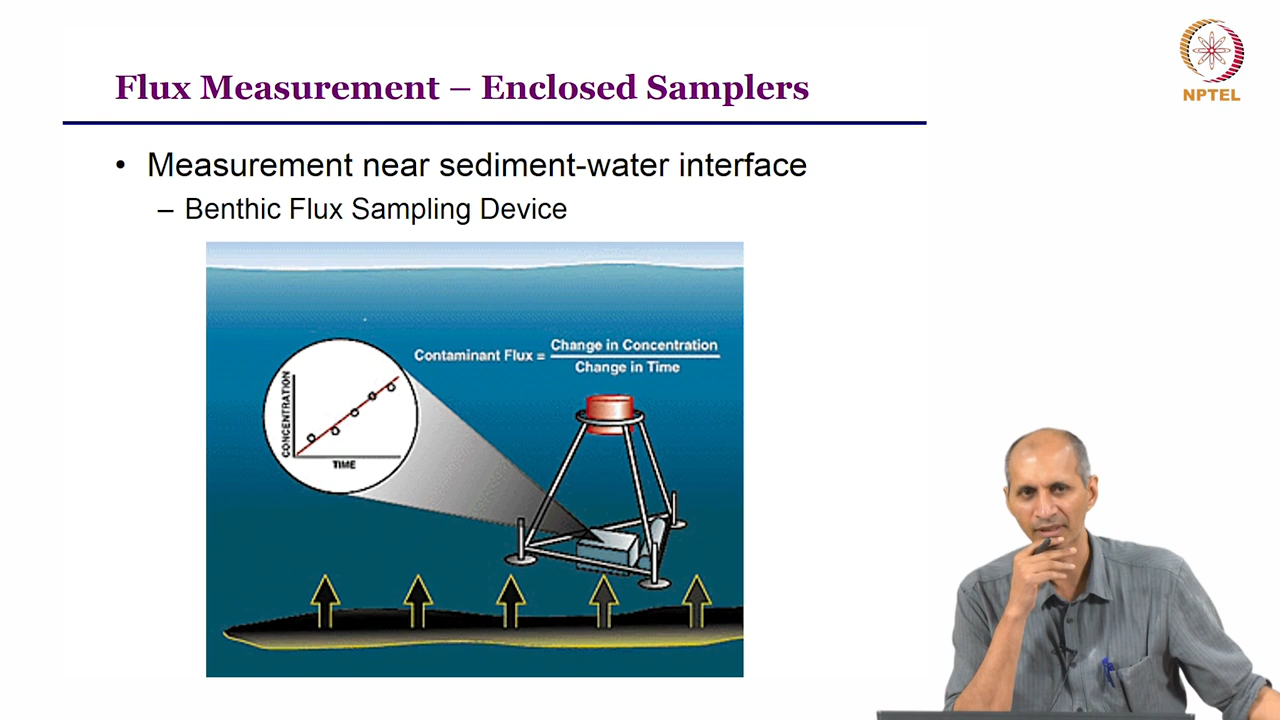 Flux Measurement – Enclosed Samplers
NPTEL
• Measurement near sediment-water interface
– Benthic Flux Sampling Device
Contaminant Flux = Change in Concentration
Change in Time
CONCENTRATION
TIME